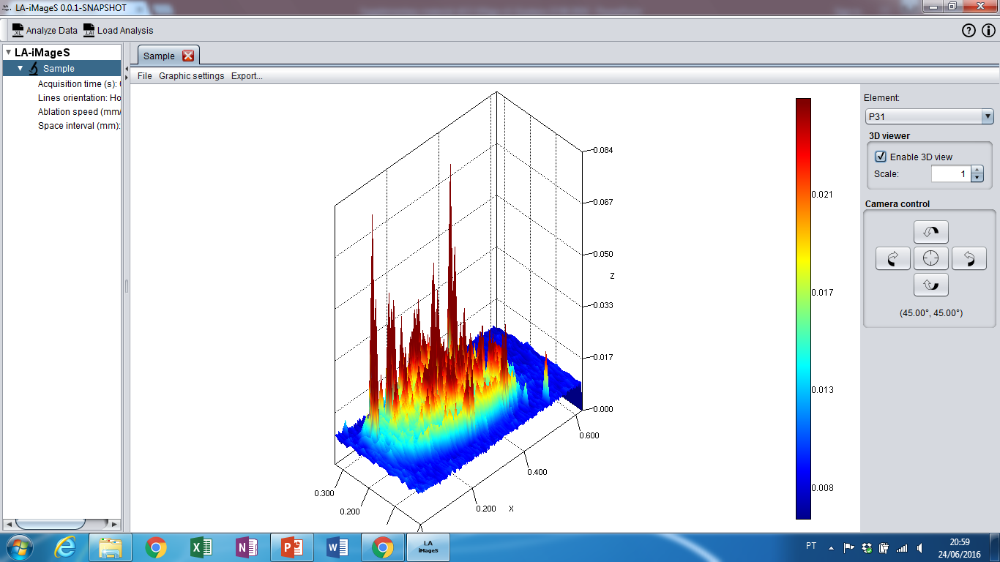 LA-iMageS 0.0.1-SNAPSHOT
Analyze Data Load Analysis
LA-iMageS
Sample
Acquisition time (s):
Lines orientation: Ho
Ablation speed (mm/
Space interval (mm):
Sample
File Graphic settings Export...
0.084
0.067
0.050
Z
0.033
0.017
0.000
0.600
0.400
0.200
X
0.300
0.200
0.021
0.017
0.013
0.008
Element:
P31
3D viewer
Enable 3D view
Scale: 1
Camera control
(45.00°, 45.00°)
LA
iMageS
PT
20:59
24/06/2016